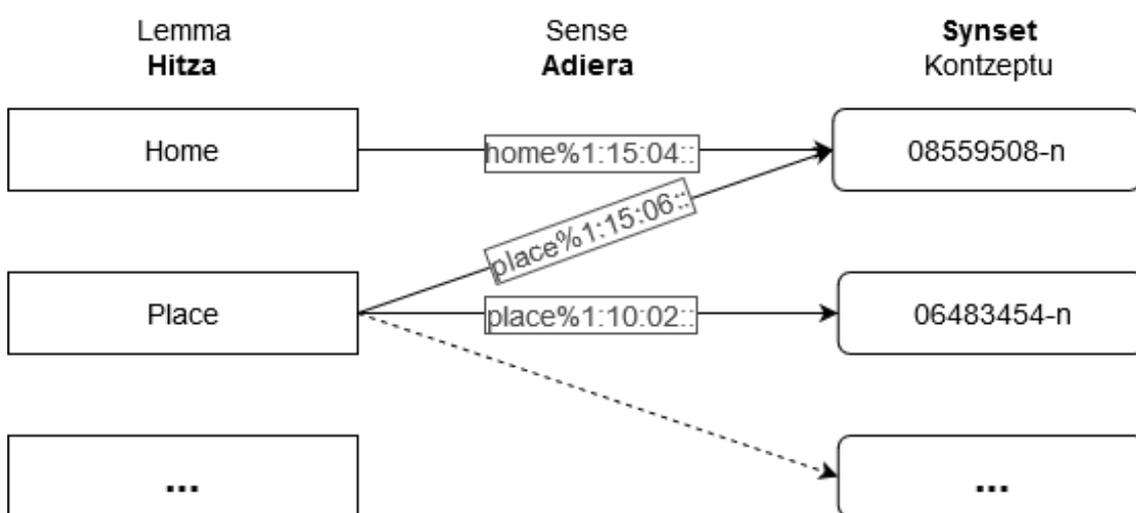 Lemma
Hitza
Sense
Adiera
Synset
Kontzeptu
Home
home%1:15:04::
08559508-n
place%1:15:06::
Place
place%1:10:02::
06483454-n
...
...